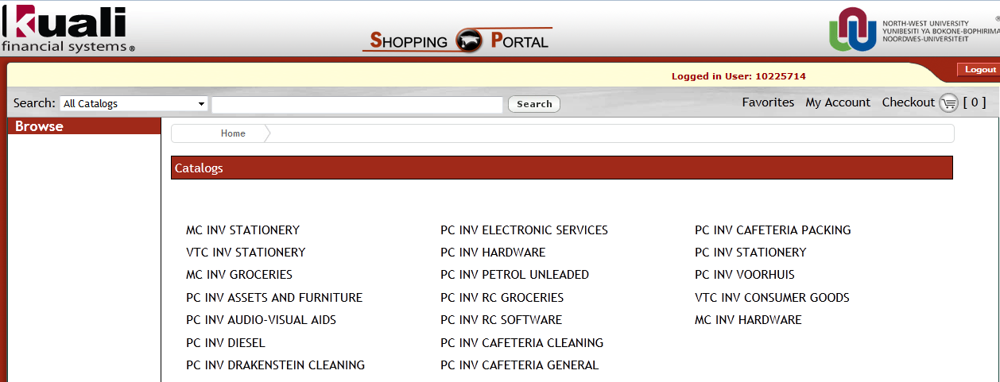 Kuali
financial systems ®
SHOPPING PORTAL
NORTH-WEST UNIVERSITY
YUNIBESITI YA BOKONE-BOPHIRIMA
NOORDWES-UNIVERSITEIT
Logged in User: 10225714
Logout
Search: All Catalogs Search Favorites My Account Checkout [ 0 ]
Browse
Home
Catalogs
MC INV STATIONERY
VTC INV STATIONERY
MC INV GROCERIES
PC INV ASSETS AND FURNITURE
PC INV AUDIO-VISUAL AIDS
PC INV DIESEL
PC INV DRAKENSTEIN CLEANING
PC INV ELECTRONIC SERVICES
PC INV HARDWARE
PC INV PETROL UNLEADED
PC INV RC GROCERIES
PC INV RC SOFTWARE
PC INV CAFETERIA CLEANING
PC INV CAFETERIA GENERAL
PC INV CAFETERIA PACKING
PC INV STATIONERY
PC INV VOORHUIS
VTC INV CONSUMER GOODS
MC INV HARDWARE